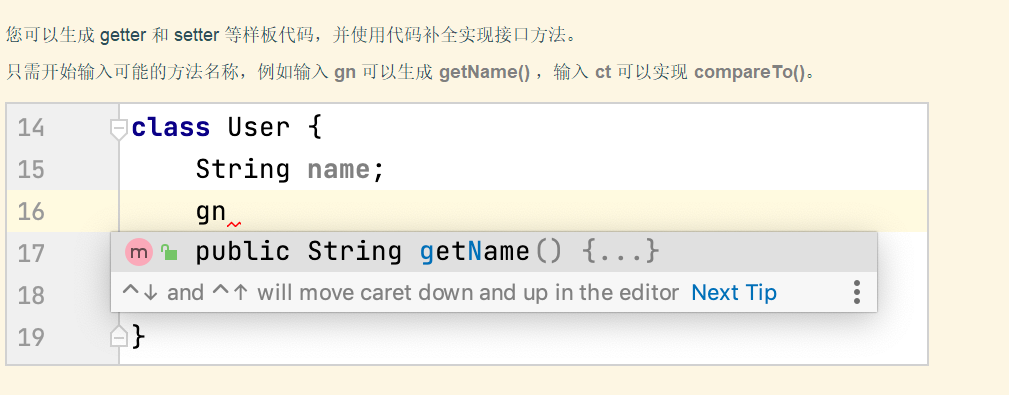 您可以生成 getter 和 setter 等样板代码，并使用代码补全实现接口方法。
只需开始输入可能的方法名称，例如输入 gn 可以生成 getName() ，输入 ct 可以实现 compareTo()。
14 class User {
15 String name;
16 gn
17
18
19 }
m public String getName() {...}
^↓ and ^↑ will move caret down and up in the editor Next Tip